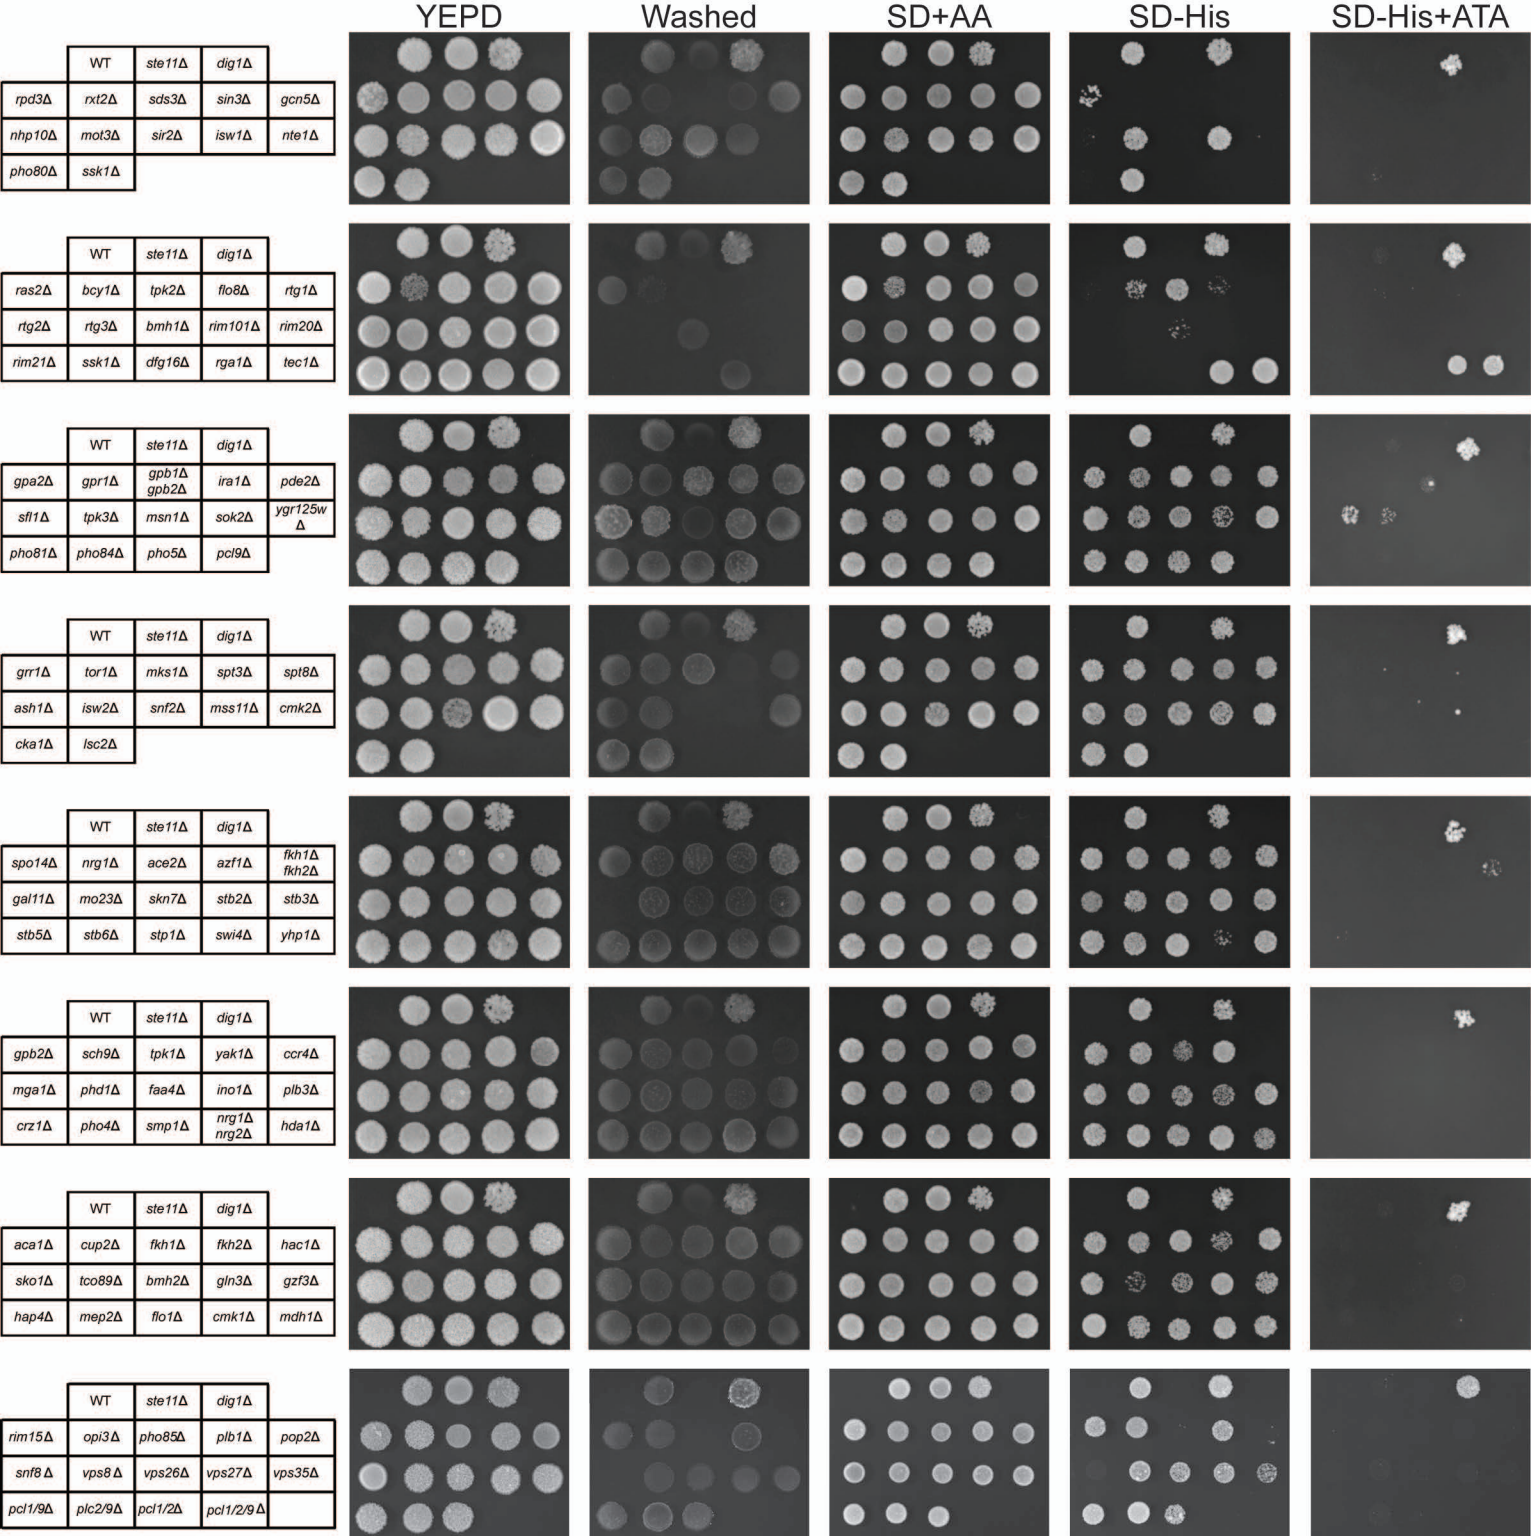 YEPD Washed SD+AA SD-His SD-His+ATA
WT ste11Δ dig1Δ
rpd3Δ rxt2Δ sds3Δ sin3Δ gcn5Δ
nhp10Δ mot3Δ sir2Δ isw1Δ nte1Δ
pho80Δ ssk1Δ
WT ste11Δ dig1Δ
ras2Δ bcy1Δ tpk2Δ flo8Δ rtg1Δ
rtg2Δ rtg3Δ bmh1Δ rim101Δ rim20Δ
rim21Δ ssk1Δ dfg16Δ rga1Δ tec1Δ
WT ste11Δ dig1Δ
gpa2Δ gpr1Δ gpb1Δ gpb2Δ ira1Δ pde2Δ
sfl1Δ tpk3Δ msn1Δ sok2Δ ygr125w Δ
pho81Δ pho84Δ pho5Δ pcl9Δ
WT ste11Δ dig1Δ
grr1Δ tor1Δ mks1Δ spt3Δ spt8Δ
ash1Δ isw2Δ snf2Δ mss11Δ cmk2Δ
cka1Δ lsc2Δ
WT ste11Δ dig1Δ
spo14Δ nrg1Δ ace2Δ azf1Δ fkh1Δ fkh2Δ
gal11Δ mo23Δ skn7Δ stb2Δ stb3Δ
stb5Δ stb6Δ stp1Δ swi4Δ yhp1Δ
WT ste11Δ dig1Δ
gpb2Δ sch9Δ tpk1Δ yak1Δ ccr4Δ
mga1Δ phd1Δ faa4Δ ino1Δ plb3Δ
crz1Δ pho4Δ smp1Δ nrg1Δ nrg2Δ hda1Δ
WT ste11Δ dig1Δ
aca1Δ cup2Δ fkh1Δ fkh2Δ hac1Δ
sko1Δ tco89Δ bmh2Δ gln3Δ gzf3Δ
hap4Δ mep2Δ flo1Δ cmk1Δ mdh1Δ
WT ste11Δ dig1Δ
rim15Δ opi3Δ pho85Δ plb1Δ pop2Δ
snf8 Δ vps8Δ vps26Δ vps27Δ vps35Δ
pcl1/9Δ plc2/9Δ pcl1/2Δ pcl1/2/9 Δ